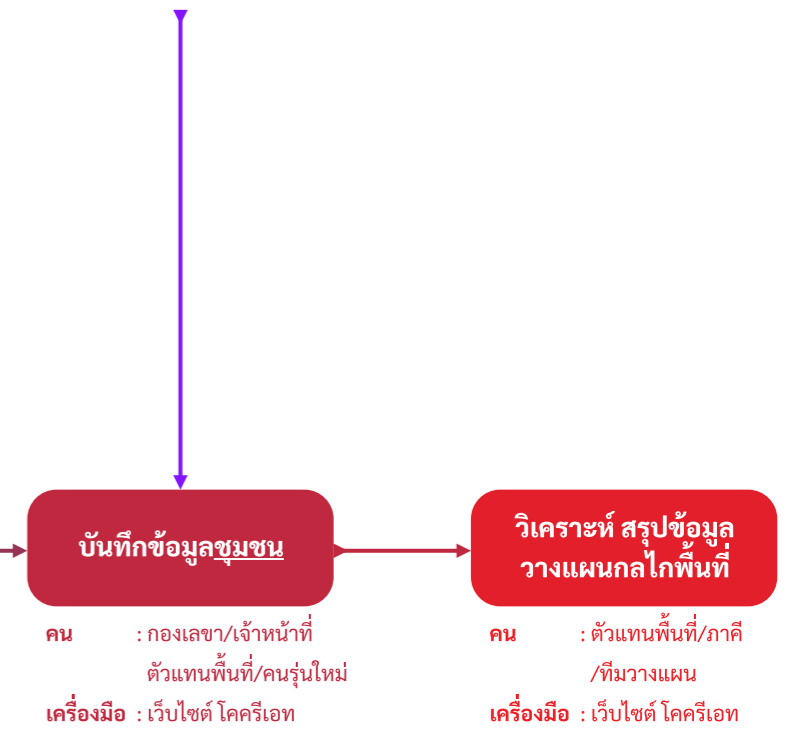 บันทึกข้อมูลชุมชน
คน : กองเลขา/เจ้าหน้าที่
ตัวแทนพื้นที่/คนรุ่นใหม่
เครื่องมือ : เว็บไซต์ โคครีเอท
วิเคราะห์ สรุปข้อมูล
วางแผนกลไกพื้นที่
คน : ตัวแทนพื้นที่/ภาคี
/ทีมวางแผน
เครื่องมือ : เว็บไซต์ โคครีเอท